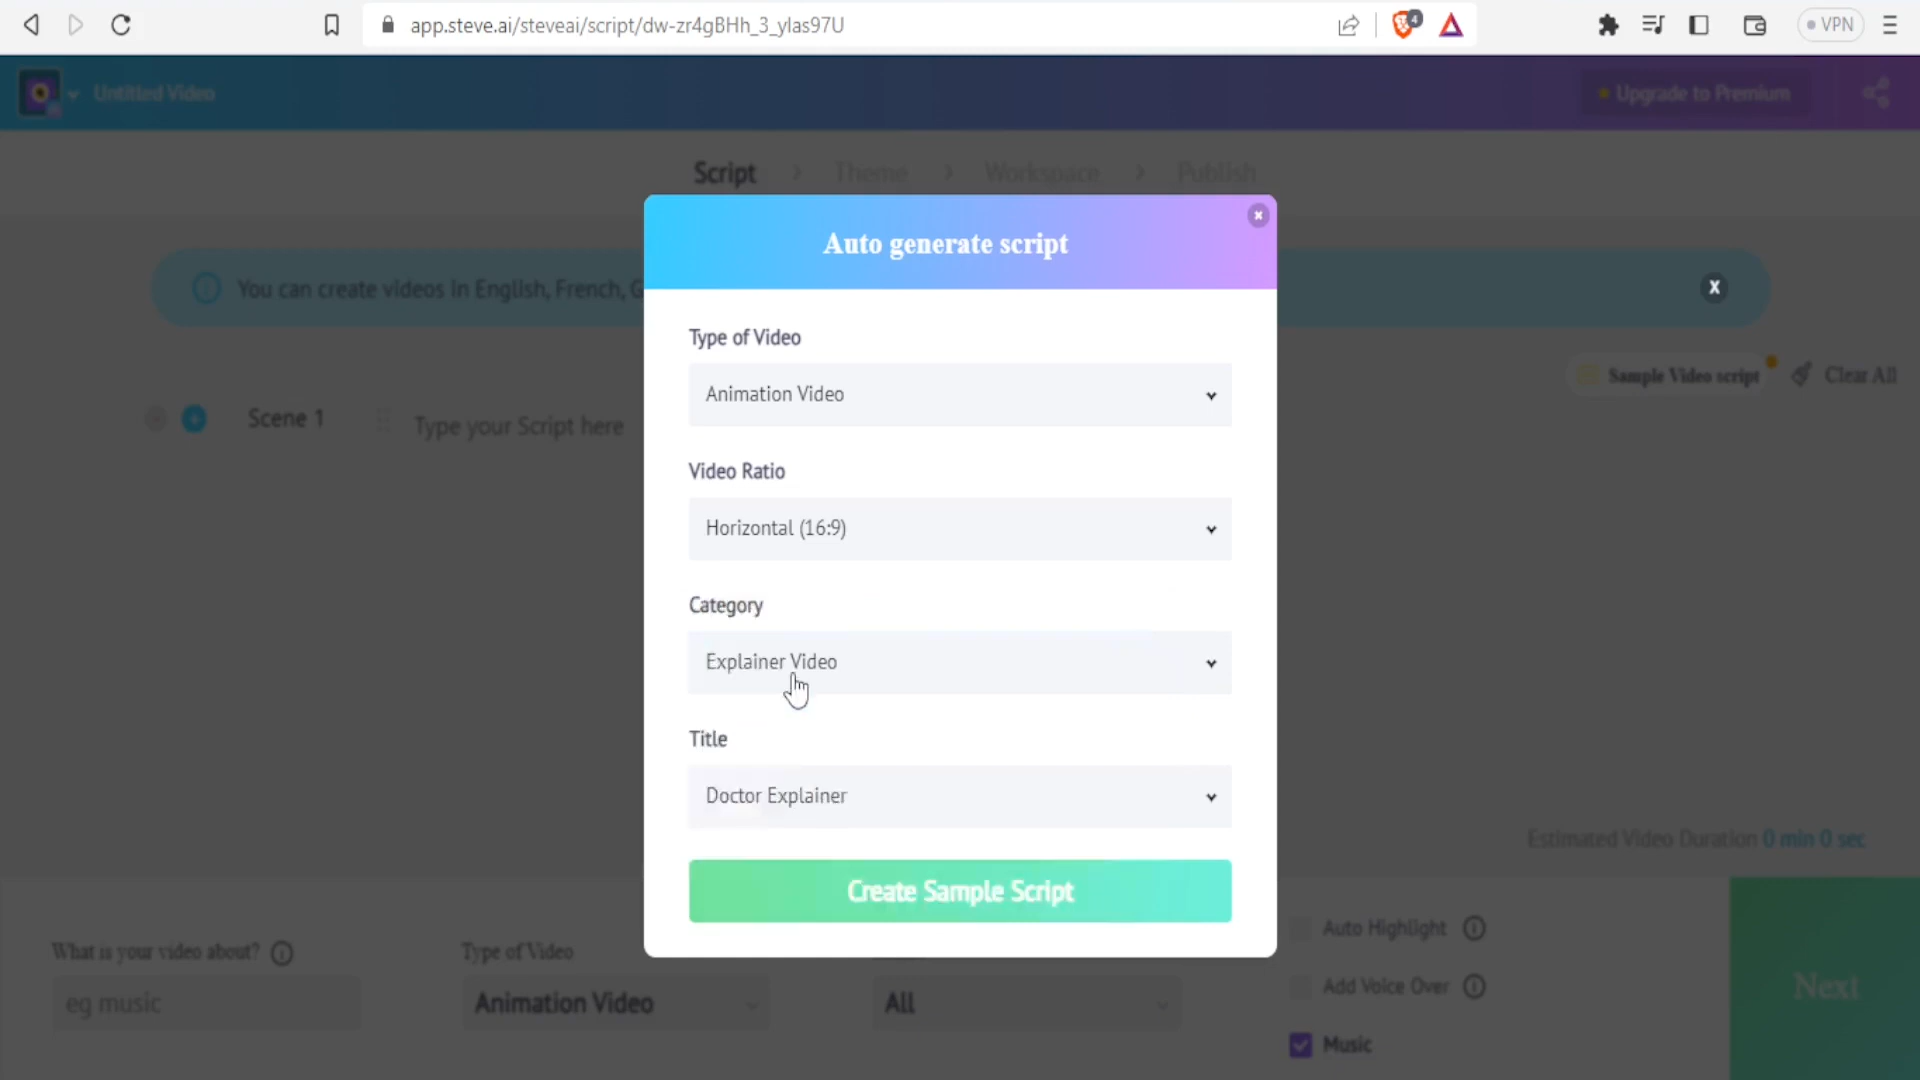 app.steve.ai/steveai/script/dw-zr4gBHh_3_ylas97U
4
VPN
Untitled Video
Upgrade to Premium
Script
Theme
Workspace
Publish
Auto generate script
You can create videos in English, French, G
X
Type of Video
Animation Video
Sample Video script
Clear All
Scene 1
Type your Script here
Video Ratio
Horizontal (16:9)
Category
Explainer Video
Title
Doctor Explainer
Estimated Video Duration 0 min 0 sec
Create Sample Script
What is your video about?
Type of Video
Auto Highlight
eg music
Animation Video
All
Add Voice Over
Next
Music